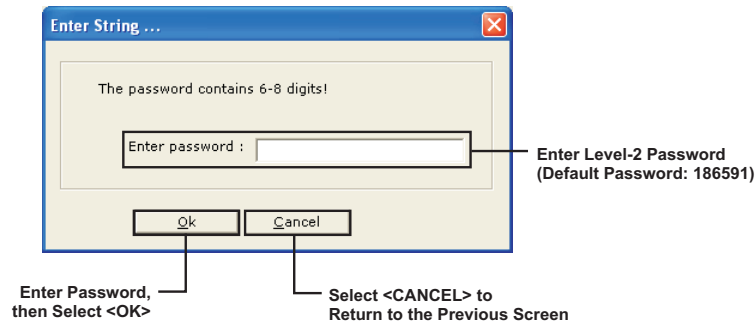 Enter String ...
The password contains 6-8 digits!
Enter password :
Enter Level-2 Password
(Default Password: 186591)
Ok
Cancel
Enter Password,
then Select <OK>
Select <CANCEL> to
Return to the Previous Screen